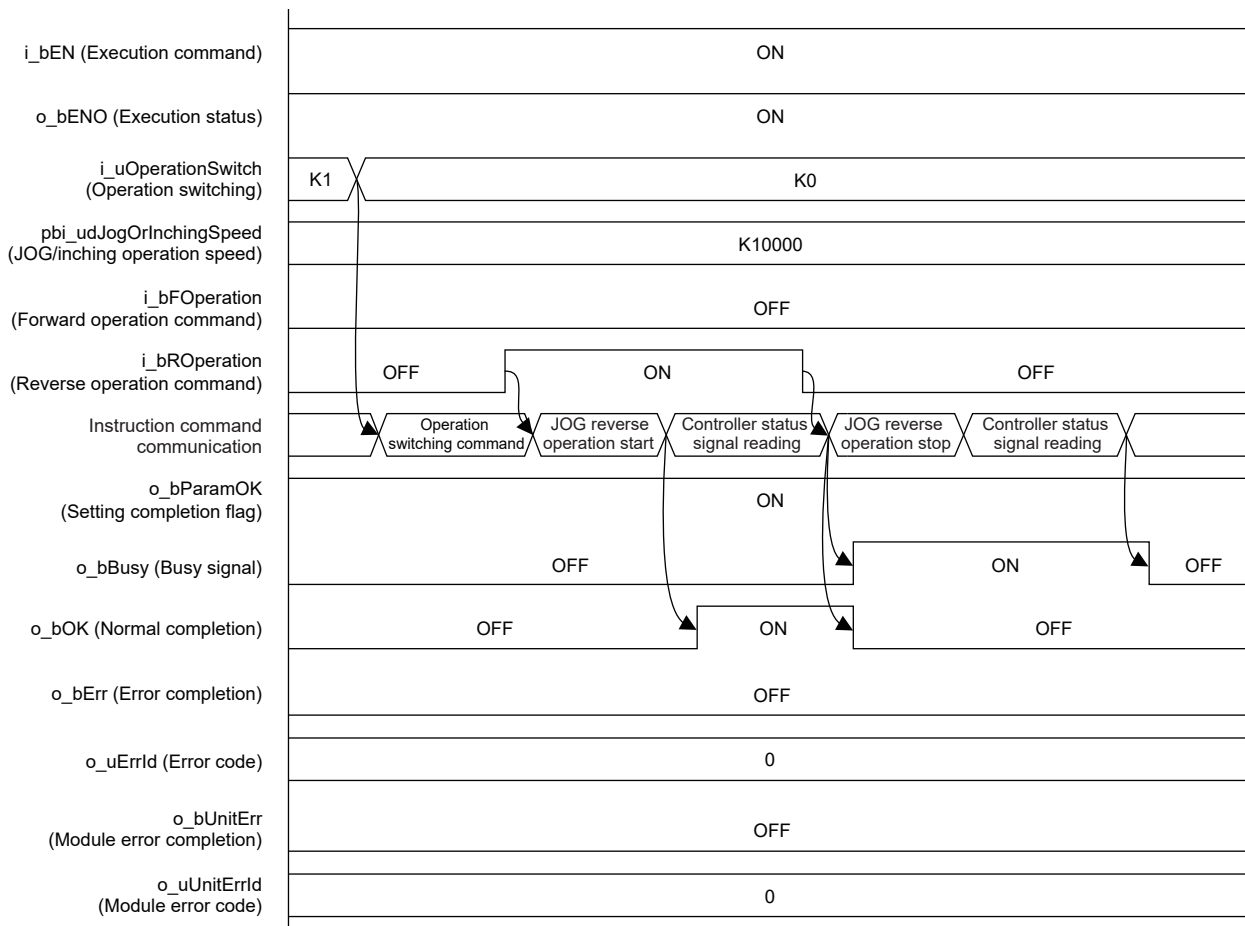 i_bEN (Execution command)
ON
o_bENO (Execution status)
ON
i_uOperationSwitch
(Operation switching)
K1
K0
pbi_udJogOrInchingSpeed
(JOG/inching operation speed)
K10000
i_bFOperation
(Forward operation command)
OFF
i_bROperation
(Reverse operation command)
OFF
ON
OFF
Instruction command
communication
Operation
switching command
JOG reverse
operation start
Controller status
signal reading
JOG reverse
operation stop
Controller status
signal reading
o_bParamOK
(Setting completion flag)
ON
o_bBusy (Busy signal)
OFF
ON
OFF
o_bOK (Normal completion)
OFF
ON
OFF
o_bErr (Error completion)
OFF
o_uErrId (Error code)
0
o_bUnitErr
(Module error completion)
OFF
o_uUnitErrId
(Module error code)
0